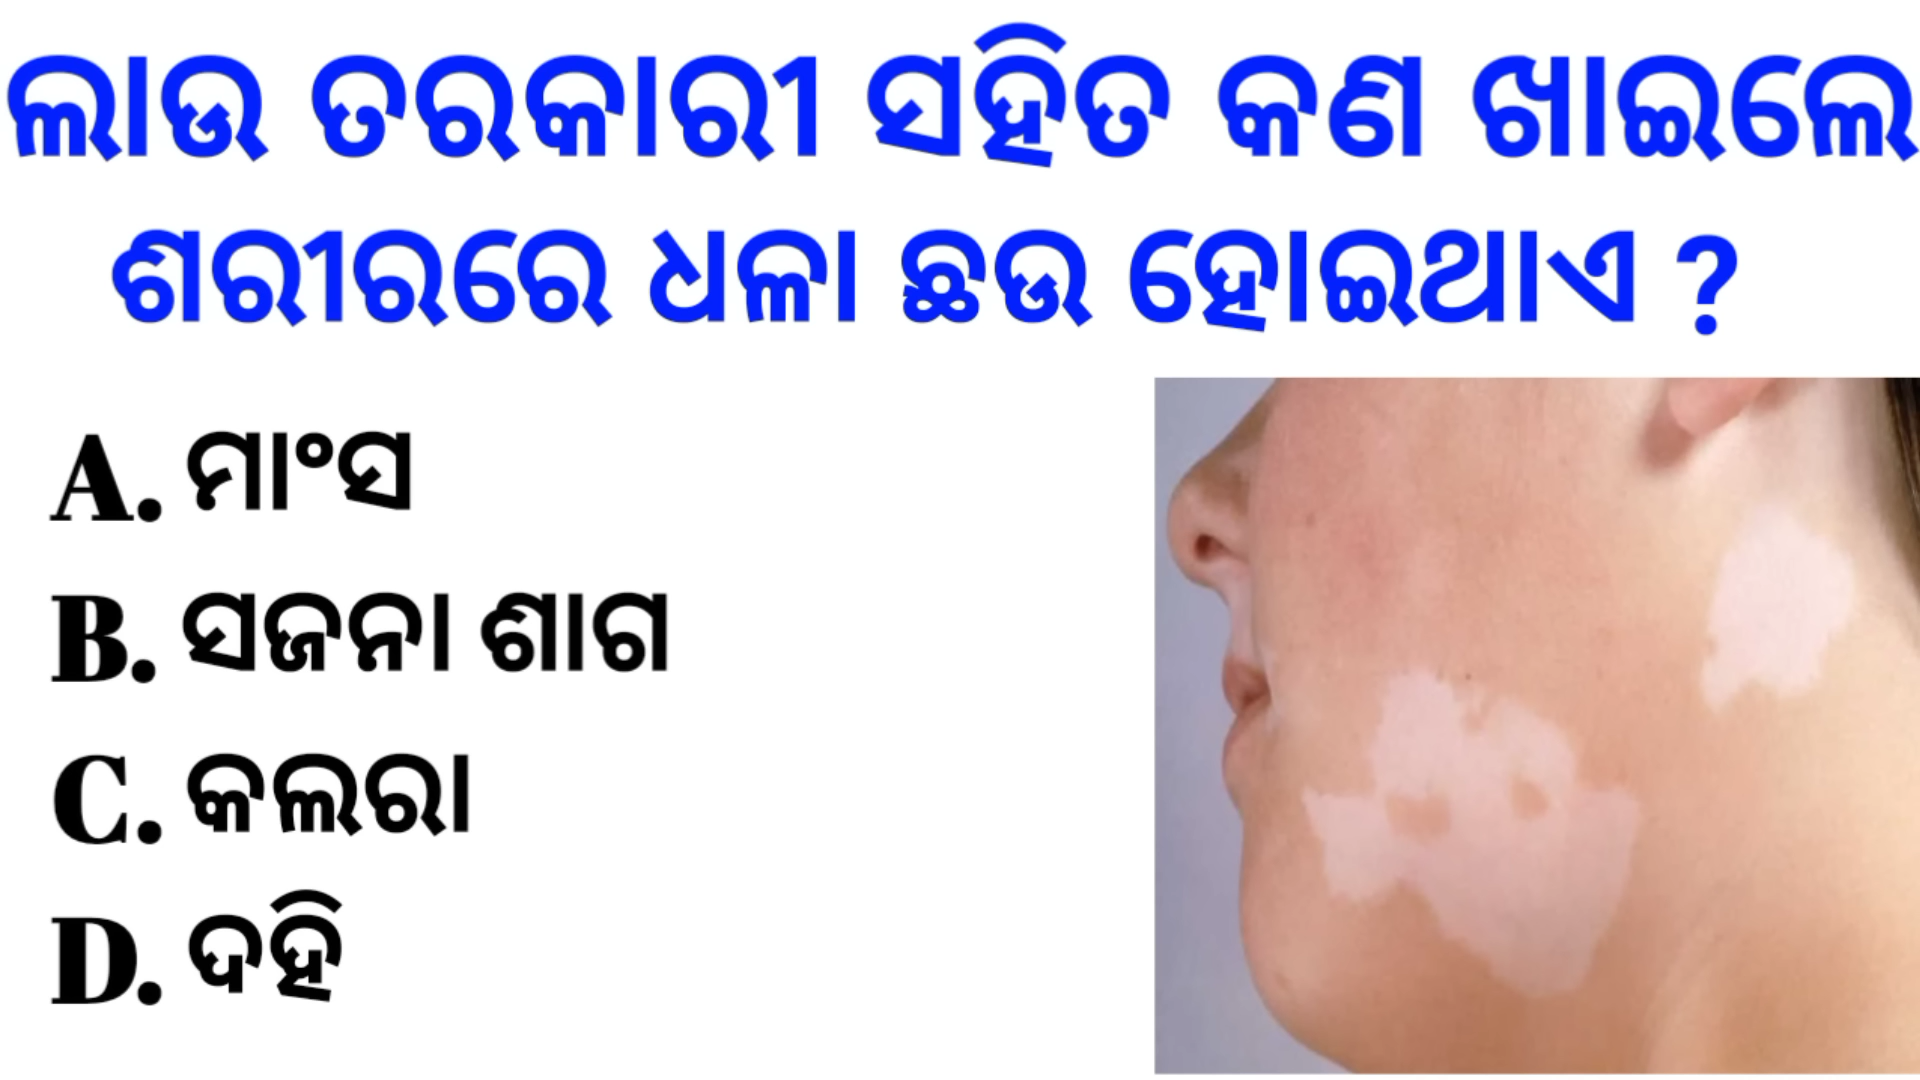 ଲାଉ ତରକାରୀ ସହିତ କଣ ଖାଇଲେ
ଶରୀରରେ ଧଳା ଛଉ ହୋଇଥାଏ ?
A. ମାଂସ
B. ସଜନା ଶାଗ
C. କଲରା
D. ଦହି